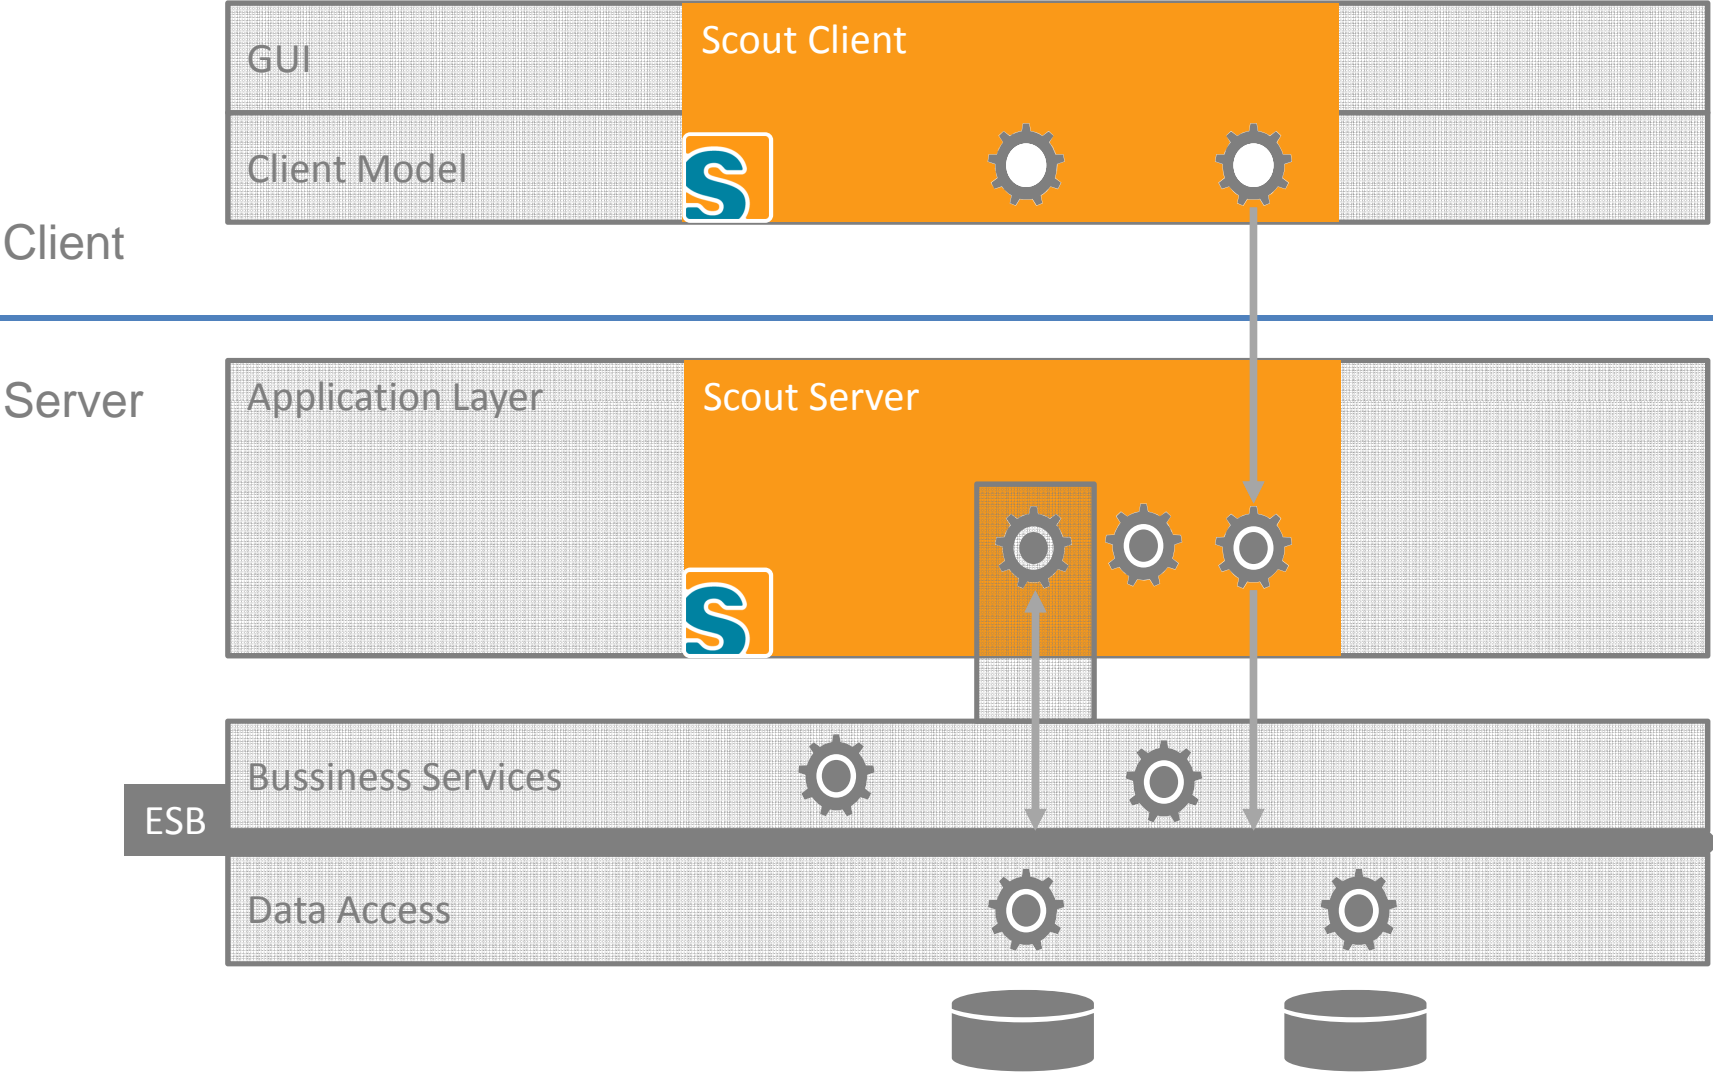 GUI
Scout Client
Client Model
S
Client
Server
Application Layer
Scout Server
S
Bussiness Services
ESB
Data Access